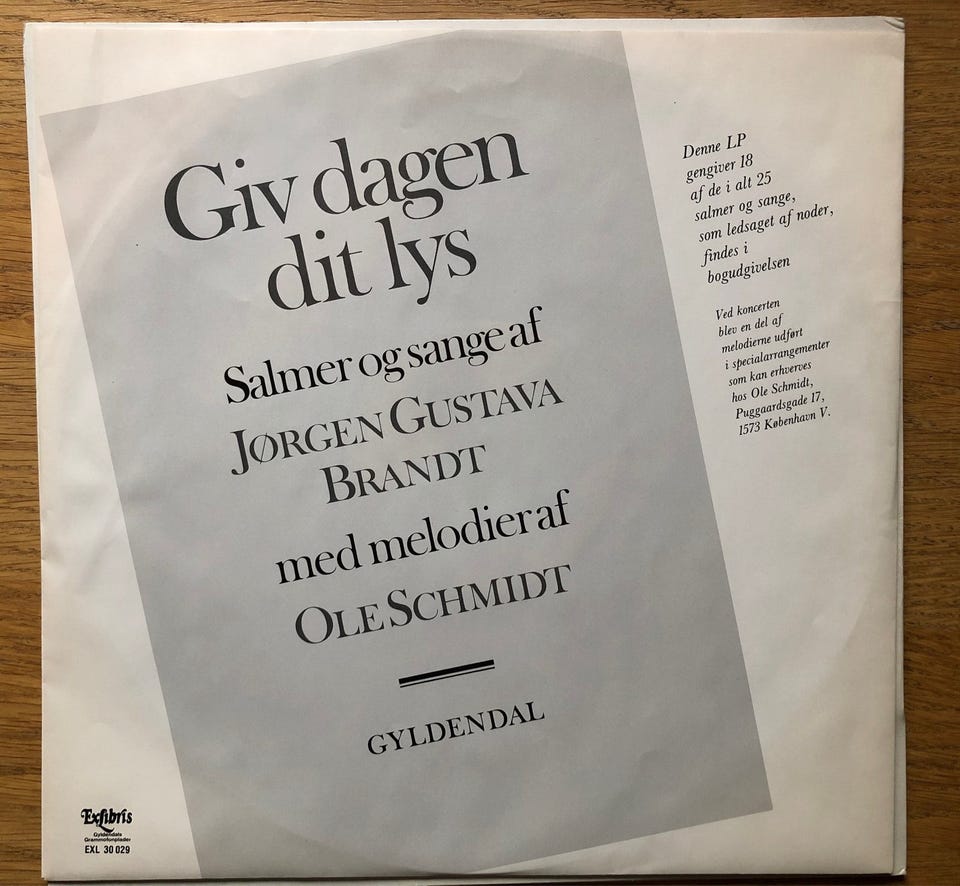 Giv dagen
dit lys
Salmer og sange af
JØRGEN GUSTAVA
BRANDT
med melodier af
OLE SCHMIDT
GYLDENDAL
Denne LP
gengiver 18
af de i alt 25
salmer og sange,
som ledsaget af noder,
findes i
bogudgivelsen
Ved koncerten
blev en del af
melodierne udført
i specialarrangementer
som kan erhverves
hos Ole Schmidt,
Puggaardsgade 17,
1573 København V.
Exlibris
Gyldendals
Grammofonplader
EXL 30 029